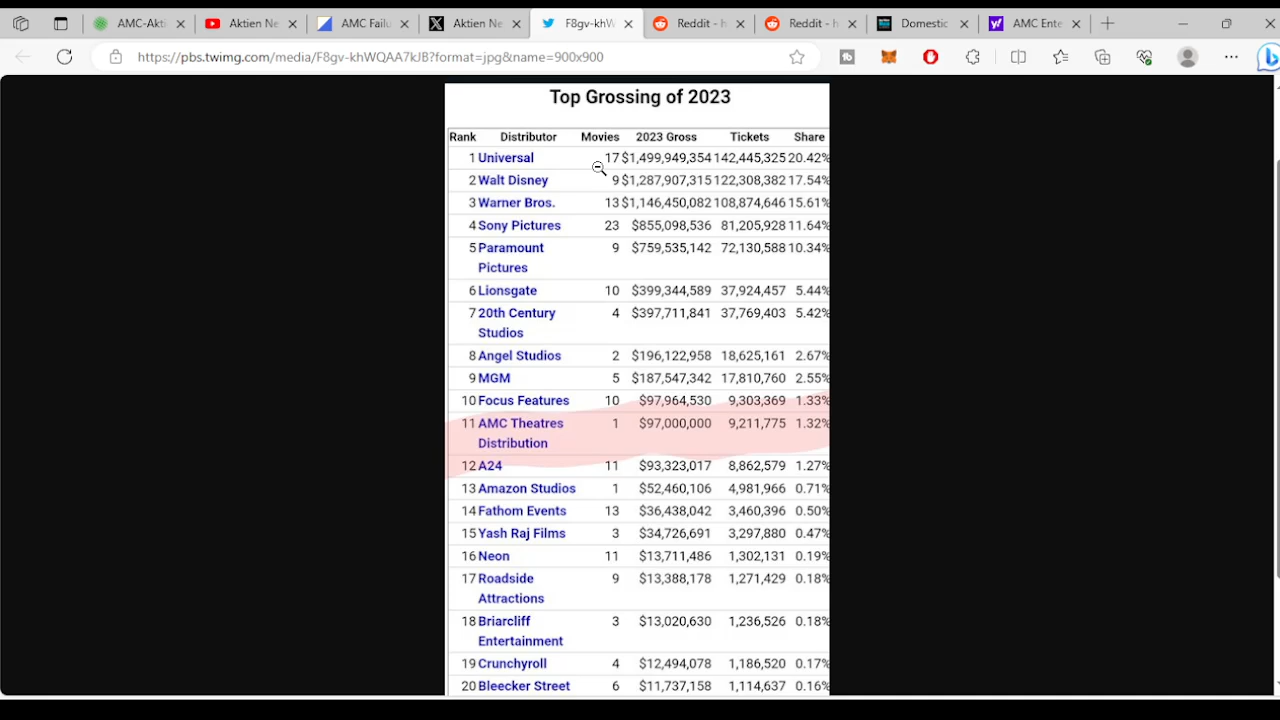 AMC-Akti
Aktien Ne
AMC Failu
Aktien Ne
F8gv-khW
Reddit - h
Reddit - h
Domestic
AMC Ente
https://pbs.twimg.com/media/F8gv-khWQAA7kJB?format=jpg&name=900x900
Top Grossing of 2023
Rank Distributor Movies 2023 Gross Tickets Share
1 Universal 17 $1,499,949,354 142,445,325 20.42%
2 Walt Disney 9 $1,287,907,315 122,308,382 17.54%
3 Warner Bros. 13 $1,146,450,082 108,874,646 15.61%
4 Sony Pictures 23 $855,098,536 81,205,928 11.64%
5 Paramount 9 $759,535,142 72,130,588 10.34%
Pictures
6 Lionsgate 10 $399,344,589 37,924,457 5.44%
7 20th Century 4 $397,711,841 37,769,403 5.42%
Studios
8 Angel Studios 2 $196,122,958 18,625,161 2.67%
9 MGM 5 $187,547,342 17,810,760 2.55%
10 Focus Features 10 $97,964,530 9,303,369 1.33%
11 AMC Theatres 1 $97,000,000 9,211,775 1.32%
Distribution
12 A24 11 $93,323,017 8,862,579 1.27%
13 Amazon Studios 1 $52,460,106 4,981,966 0.71%
14 Fathom Events 13 $36,438,042 3,460,396 0.50%
15 Yash Raj Films 3 $34,726,691 3,297,880 0.47%
16 Neon 11 $13,711,486 1,302,131 0.19%
17 Roadside 9 $13,388,178 1,271,429 0.18%
Attractions
18 Briarcliff 3 $13,020,630 1,236,526 0.18%
Entertainment
19 Crunchyroll 4 $12,494,078 1,186,520 0.17%
20 Bleecker Street 6 $11,737,158 1,114,637 0.16%